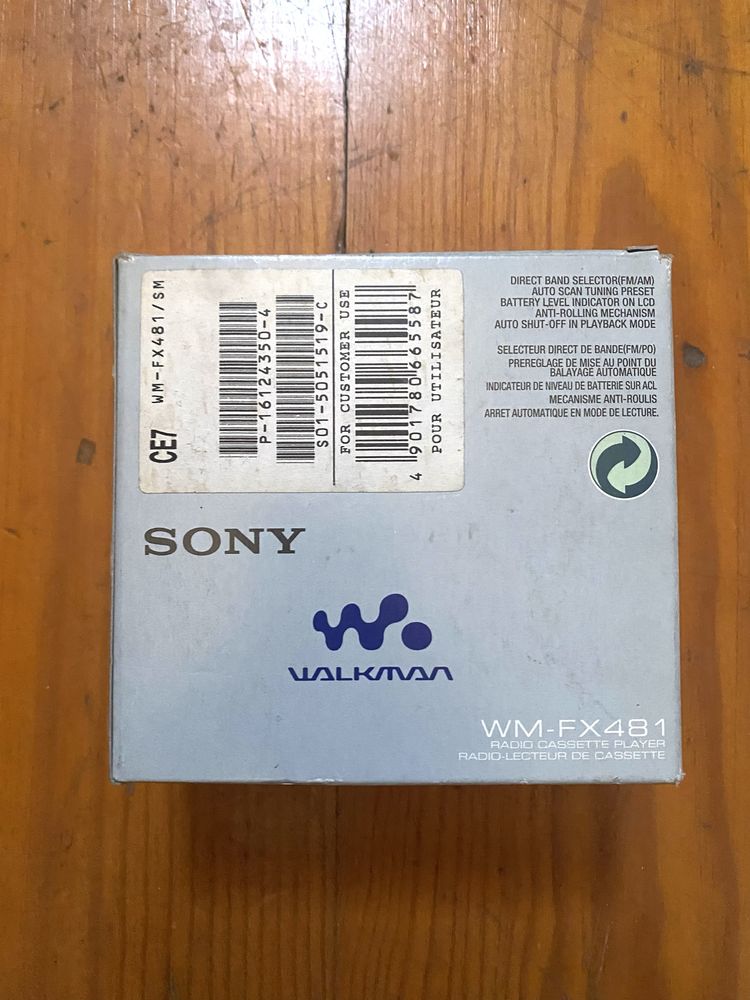 CE7 WM-FX481/SM
P-16124350-4
S01-5051519-C
FOR CUSTOMER USE
4 901780 665587
POUR UTILISATEUR
DIRECT BAND SELECTOR(FM/AM)
AUTO SCAN TUNING PRESET
BATTERY LEVEL INDICATOR ON LCD
ANTI-ROLLING MECHANISM
AUTO SHUT-OFF IN PLAYBACK MODE
SELECTEUR DIRECT DE BANDE(FM/PO)
PREREGLAGE DE MISE AU POINT DU
BALAYAGE AUTOMATIQUE
INDICATEUR DE NIVEAU DE BATTERIE SUR ACL
MECANISME ANTI-ROULIS
ARRET AUTOMATIQUE EN MODE DE LECTURE.
SONY
WALKMAN
WM-FX481
RADIO CASSETTE PLAYER
RADIO-LECTEUR DE CASSETTE